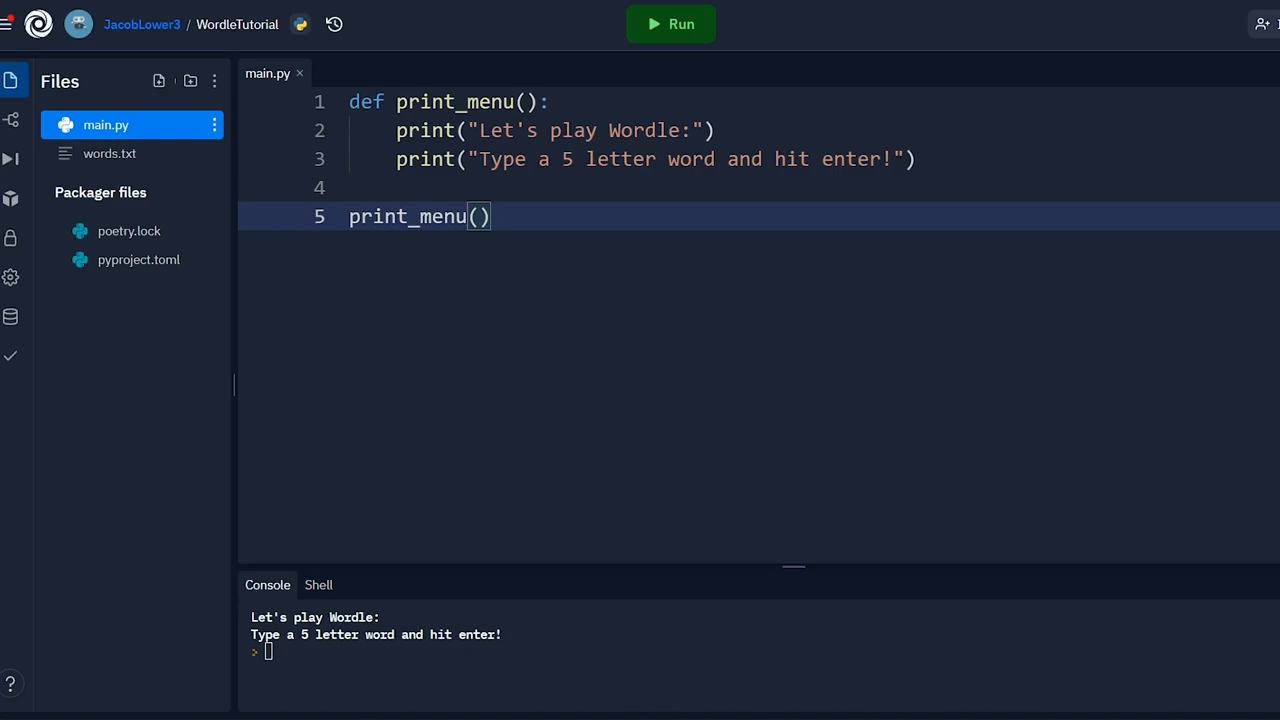 JacobLower3 / WordleTutorial
Run
Files
main.py
words.txt
Packager files
poetry.lock
pyproject.toml
main.py ×
1 def print_menu():
2 print("Let's play Wordle:")
3 print("Type a 5 letter word and hit enter!")
4
5 print_menu()
Console Shell
Let's play Wordle:
Type a 5 letter word and hit enter!
>
?